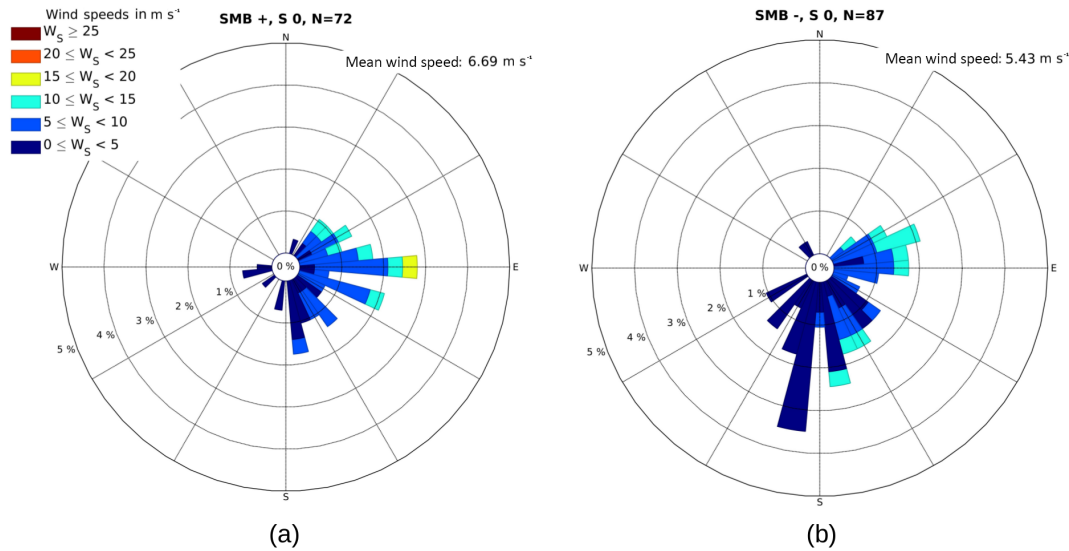 Wind speeds in m s⁻¹
W_S ≥ 25
20 ≤ W_S < 25
15 ≤ W_S < 20
10 ≤ W_S < 15
5 ≤ W_S < 10
0 ≤ W_S < 5
SMB +, S 0, N=72
Mean wind speed: 6.69 m s⁻¹
N
W
E
S
0 %
1 %
2 %
3 %
4 %
5 %
(a)
SMB -, S 0, N=87
Mean wind speed: 5.43 m s⁻¹
N
W
E
S
0 %
1 %
2 %
3 %
4 %
5 %
(b)